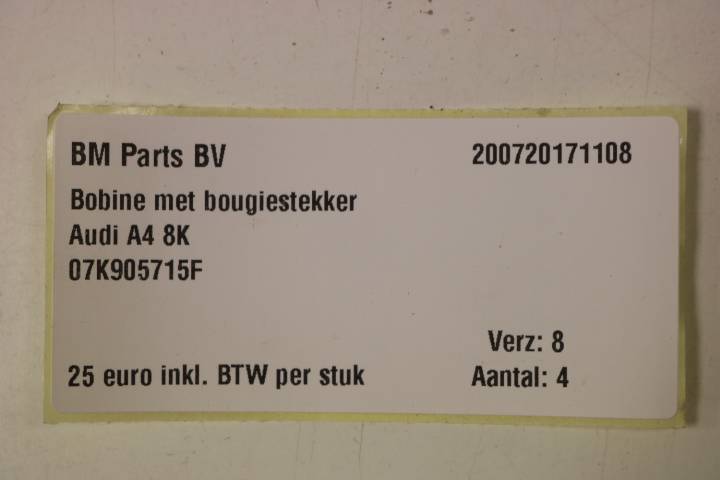 BM Parts BV 200720171108
Bobine met bougiestekker
Audi A4 8K
07K905715F
Verz: 8
25 euro inkl. BTW per stuk Aantal: 4